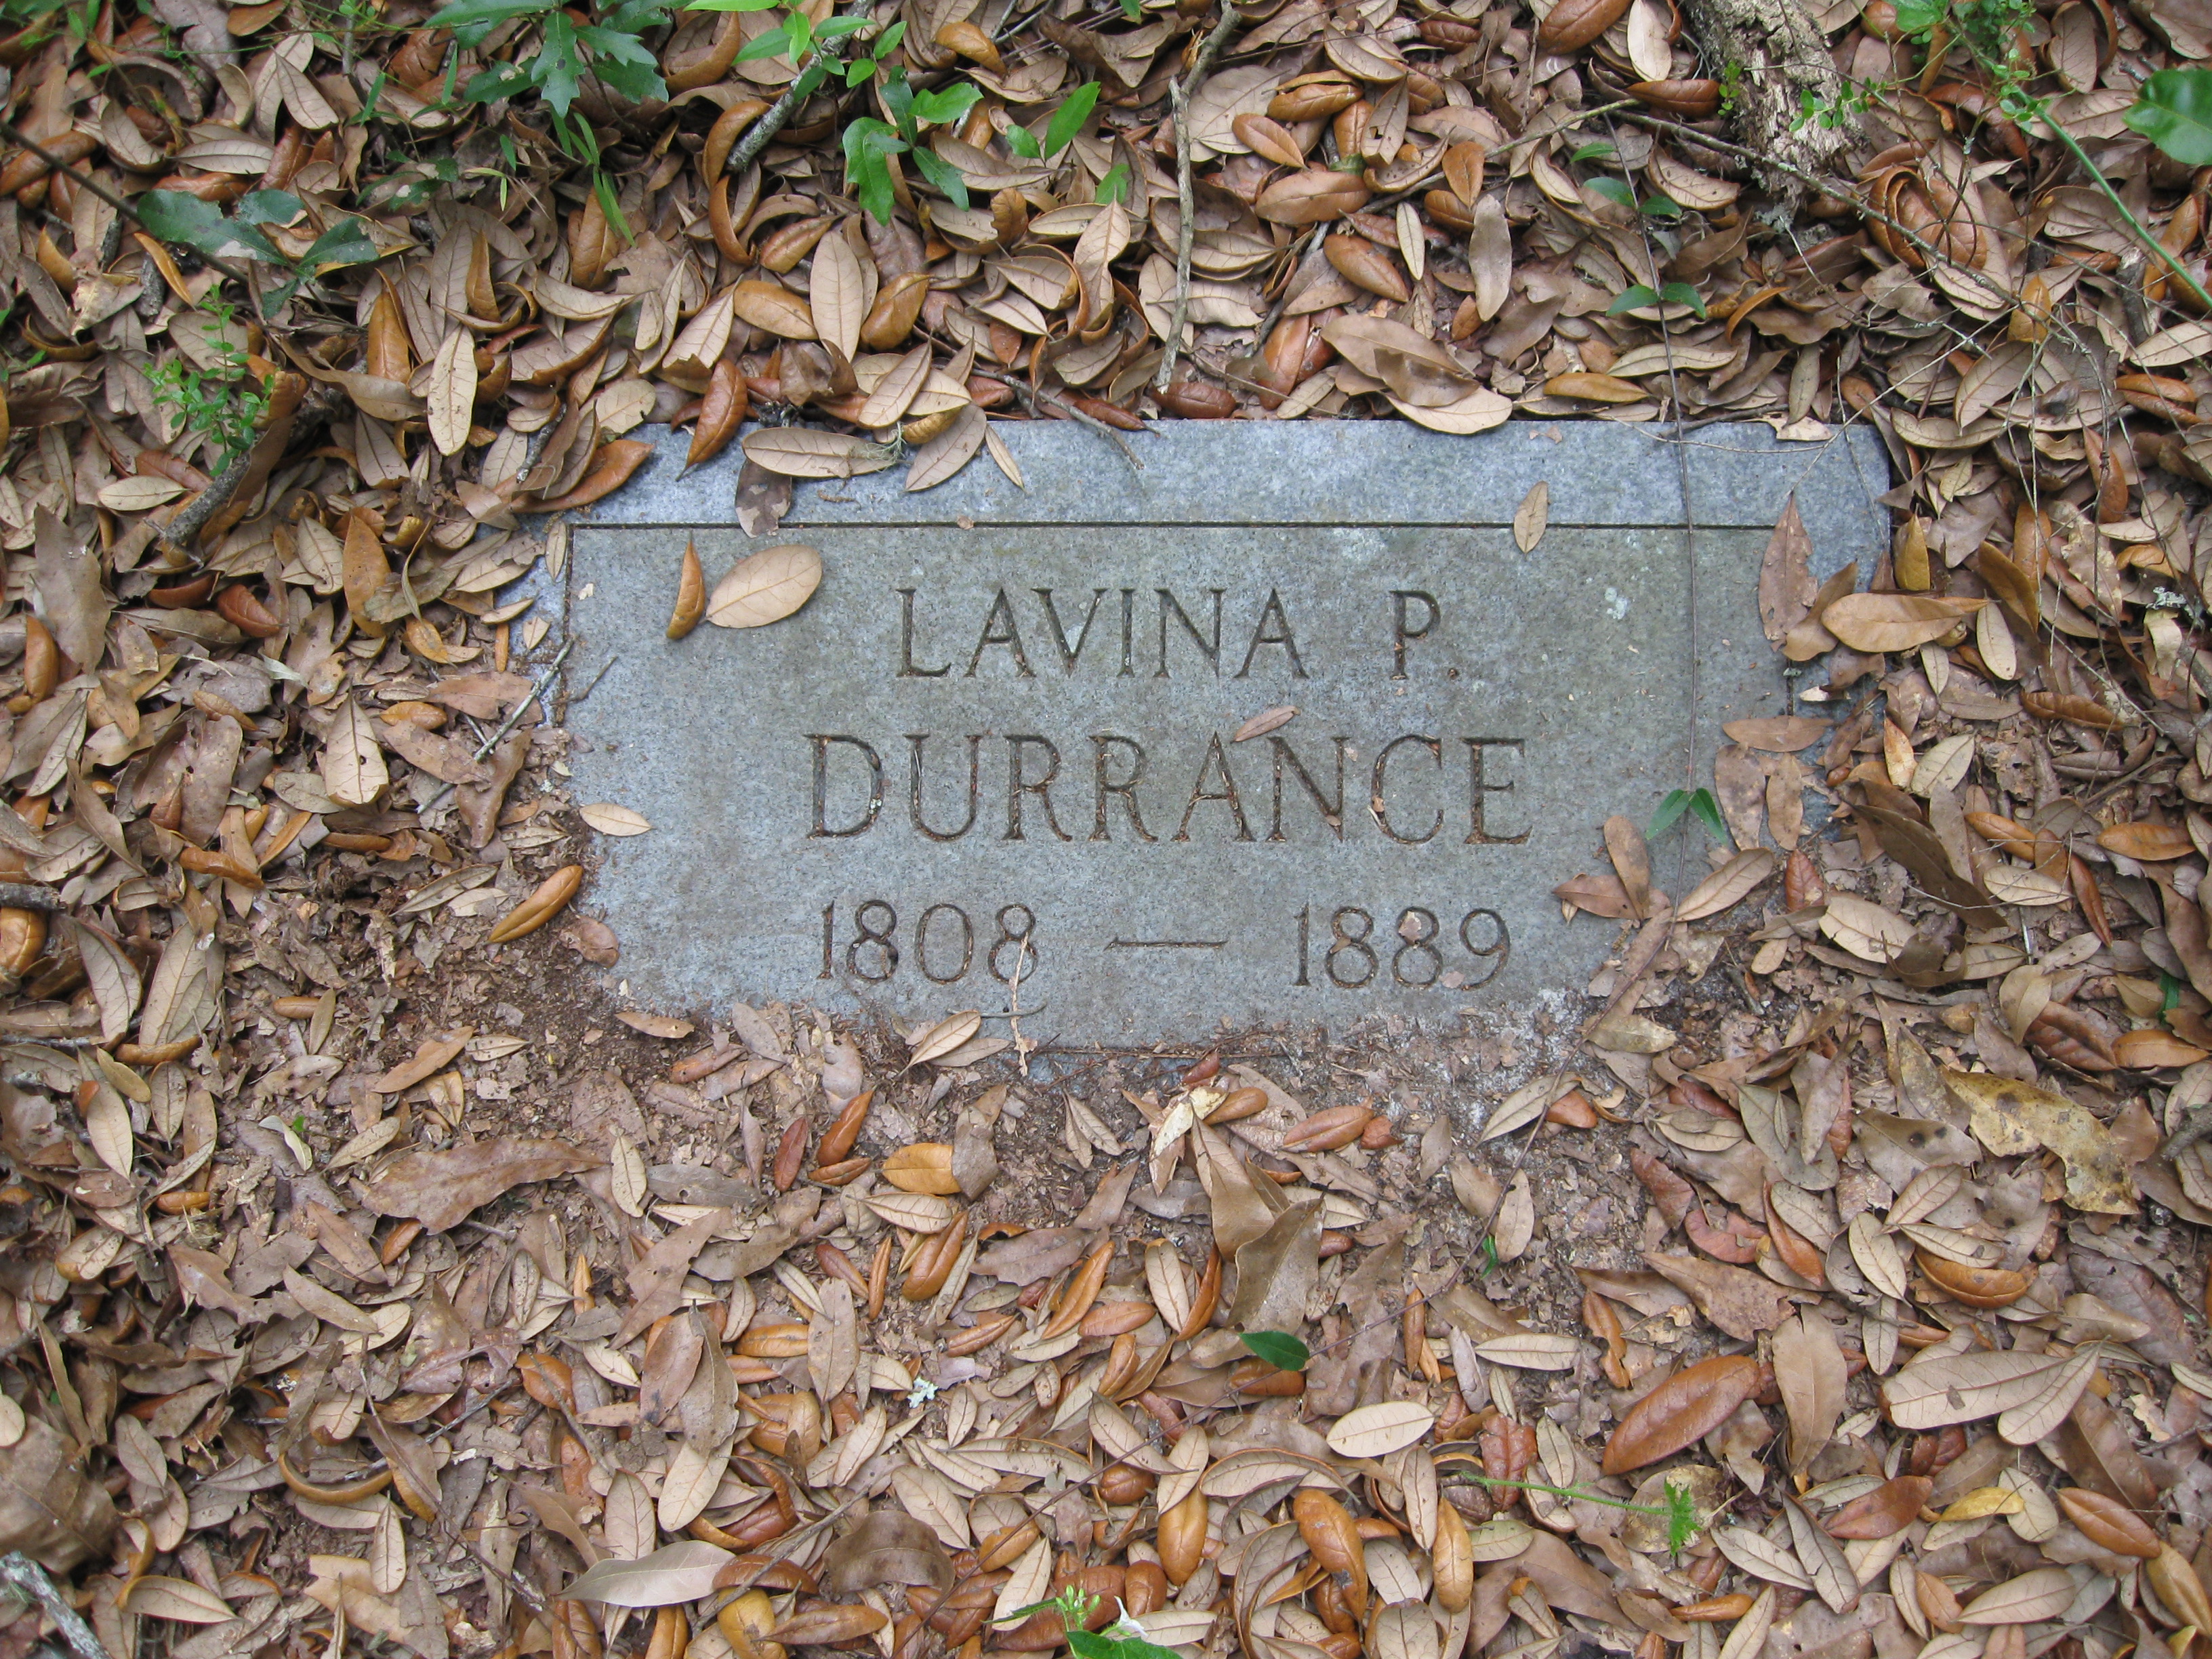 LAVINA P.
DURRANCE
1808 — 1889